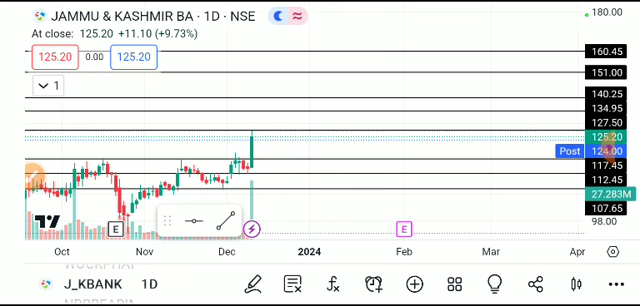 JAMMU & KASHMIR BA · 1D · NSE
180.00
At close: 125.20 +11.10 (+9.73%)
125.20 0.00 125.20
1
160.45
151.00
140.25
134.95
127.50
125.20
Post 124.00
117.45
112.45
27.283M
107.65
98.00
E E
Oct Nov Dec 2024 Feb Mar Apr
J_KBANK 1D